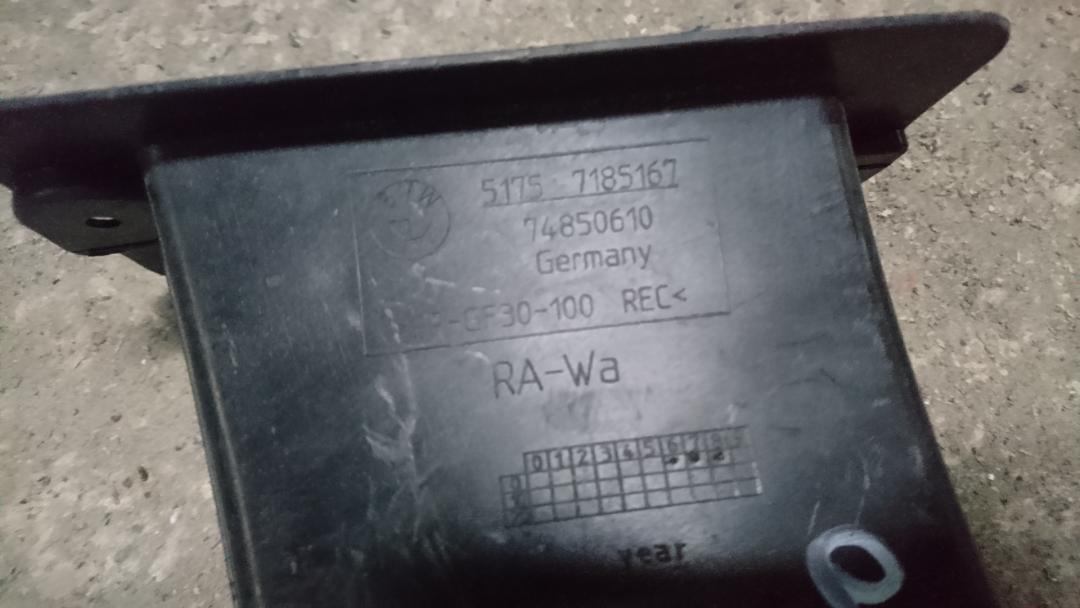 BMW
5175 7185167
74850610
Germany
-GF30-100 REC<
RA-Wa
0 1 2 3 4 5 6 7 8 9
year